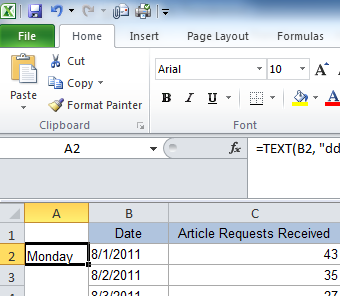 File Home Insert Page Layout Formulas
Cut
Copy
Paste
Format Painter
Clipboard
Arial 10 A
B I U A
Font
A2 fx =TEXT(B2, "dd
A B C
1 Date Article Requests Received
2 Monday 8/1/2011 43
3 8/2/2011 35
8/3/2011 27